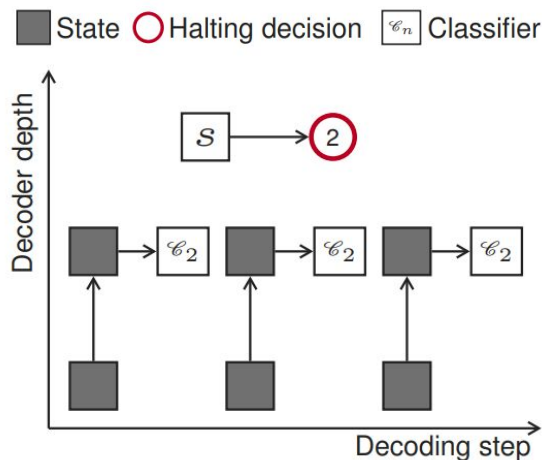 State Halting decision 𝒞n Classifier
Decoder depth
s 2
𝒞2 𝒞2 𝒞2
Decoding step